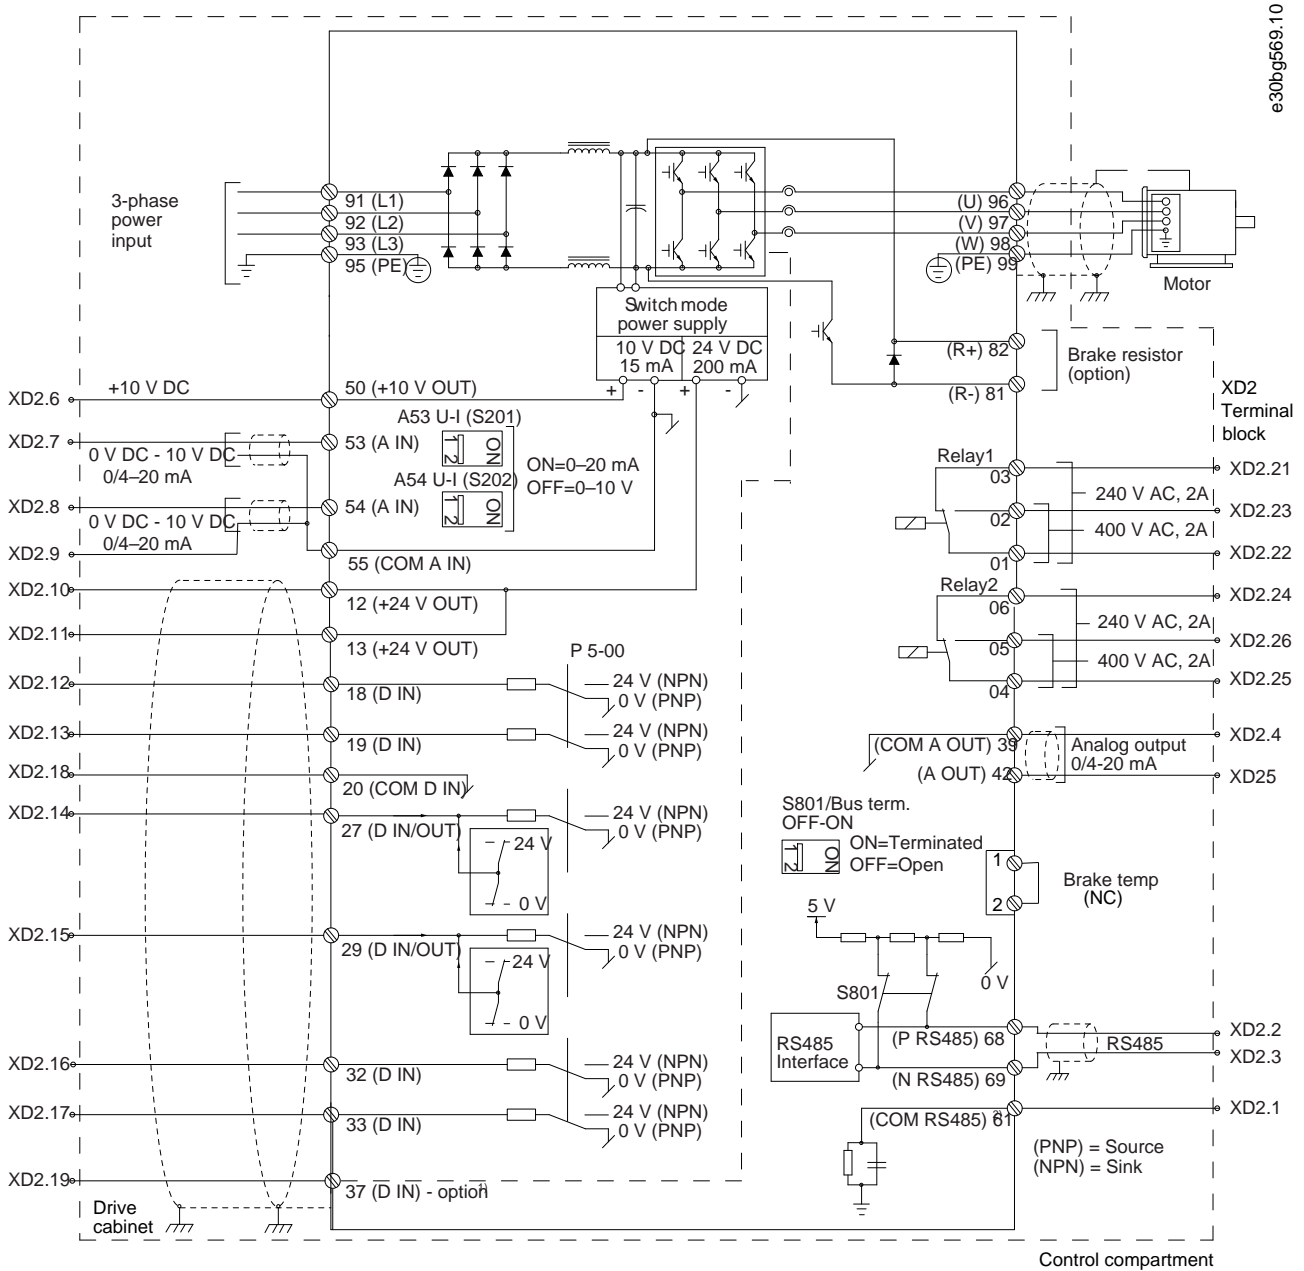 e30bg569.10
3-phase
power
input
91 (L1)
92 (L2)
93 (L3)
95 (PE)
(U) 96
(V) 97
(W) 98
(PE) 99
Motor
Switch mode
power supply
10 V DC
15 mA
24 V DC
200 mA
+ - + -
(R+) 82
(R-) 81
Brake resistor
(option)
XD2
Terminal
block
XD2.6
+10 V DC
50 (+10 V OUT)
XD2.7
0 V DC - 10 V DC
0/4–20 mA
53 (A IN)
A53 U-I (S201)
1 2
ON
A54 U-I (S202)
1 2
ON
ON=0–20 mA
OFF=0–10 V
XD2.8
0 V DC - 10 V DC
0/4–20 mA
54 (A IN)
XD2.9
55 (COM A IN)
XD2.10
12 (+24 V OUT)
XD2.11
13 (+24 V OUT)
P 5-00
XD2.12
18 (D IN)
24 V (NPN)
0 V (PNP)
XD2.13
19 (D IN)
24 V (NPN)
0 V (PNP)
XD2.18
20 (COM D IN)
XD2.14
27 (D IN/OUT)
24 V
0 V
24 V (NPN)
0 V (PNP)
XD2.15
29 (D IN/OUT)
24 V
0 V
24 V (NPN)
0 V (PNP)
XD2.16
32 (D IN)
24 V (NPN)
0 V (PNP)
XD2.17
33 (D IN)
24 V (NPN)
0 V (PNP)
XD2.19
37 (D IN) - option1)
Drive
cabinet
Relay1
03
02
01
240 V AC, 2A
400 V AC, 2A
XD2.21
XD2.23
XD2.22
Relay2
06
05
04
240 V AC, 2A
400 V AC, 2A
XD2.24
XD2.26
XD2.25
(COM A OUT) 39
(A OUT) 42
Analog output
0/4-20 mA
XD2.4
XD25
S801/Bus term.
OFF-ON
1 2
ON
ON=Terminated
OFF=Open
1
2
Brake temp
(NC)
5 V
0 V
S801
RS485
Interface
(P RS485) 68
(N RS485) 69
RS485
XD2.2
XD2.3
(COM RS485) 61
XD2.1
(PNP) = Source
(NPN) = Sink
Control compartment